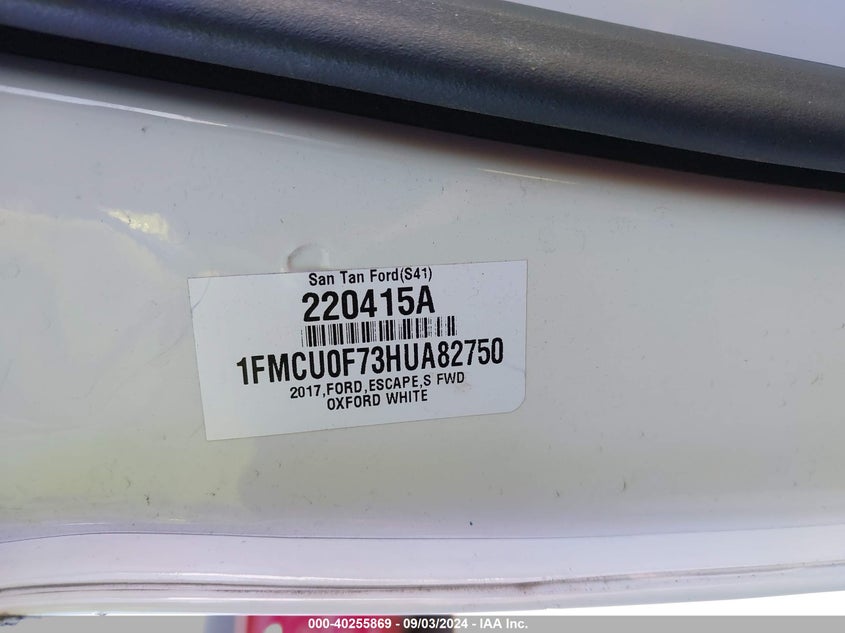 San Tan Ford(S41)
220415A
1FMCU0F73HUA82750
2017,FORD,ESCAPE,S FWD
OXFORD WHITE
000-40255869 - 09/03/2024 - IAA Inc.